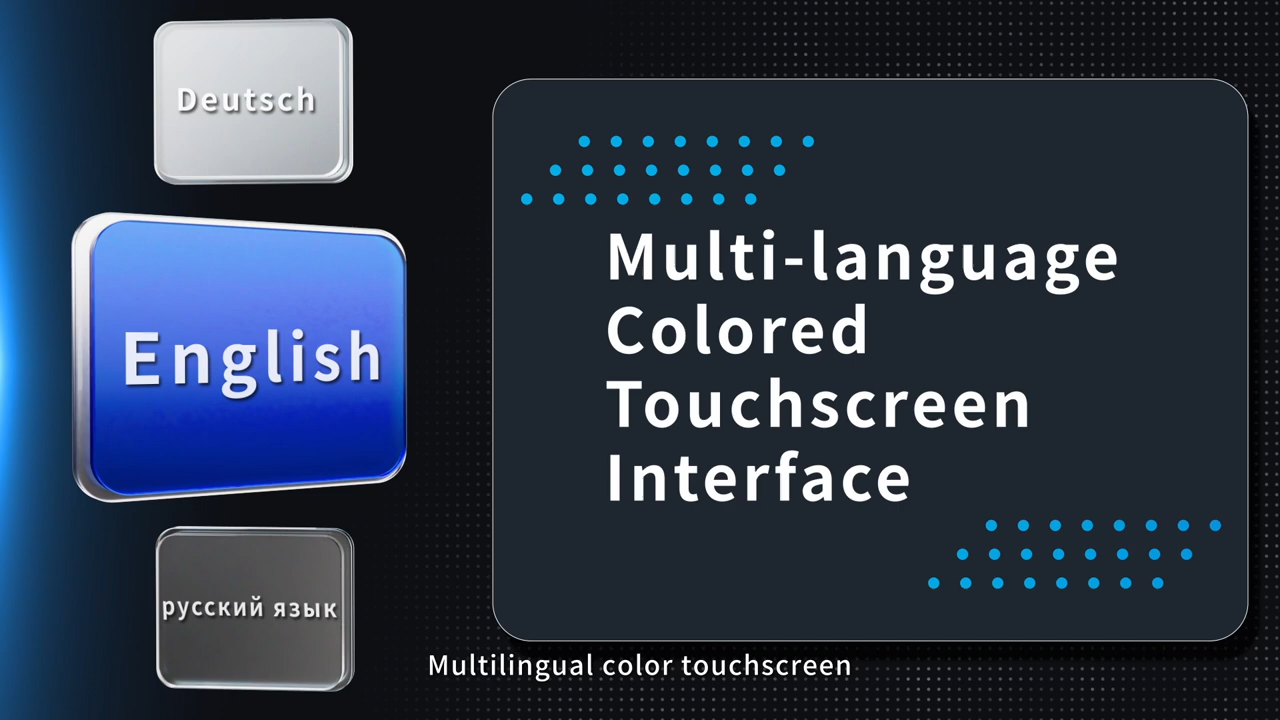 Deutsch
English
русский язык
Multi-language
Colored
Touchscreen
Interface
Multilingual color touchscreen